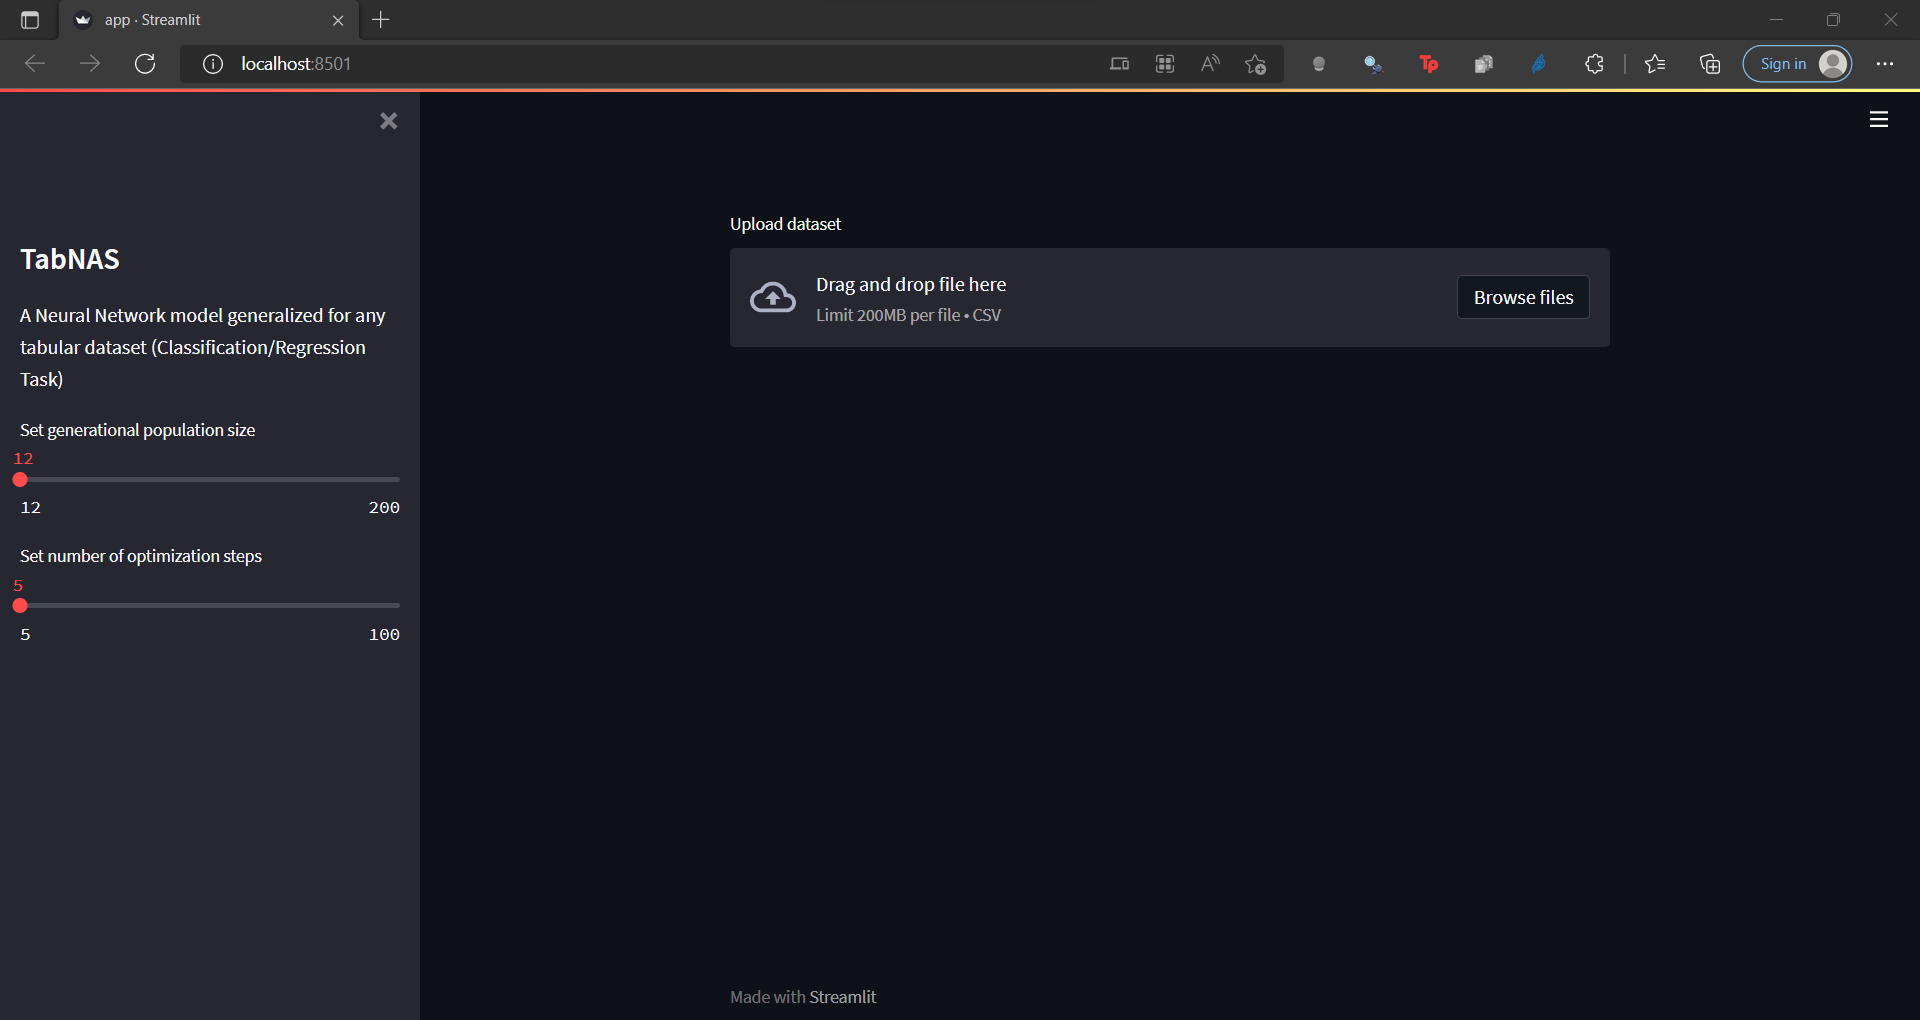 app · Streamlit
localhost:8501
Tp
Sign in
TabNAS
A Neural Network model generalized for any
tabular dataset (Classification/Regression
Task)
Set generational population size
12
12 200
Set number of optimization steps
5
5 100
Upload dataset
Drag and drop file here
Limit 200MB per file • CSV
Browse files
Made with Streamlit